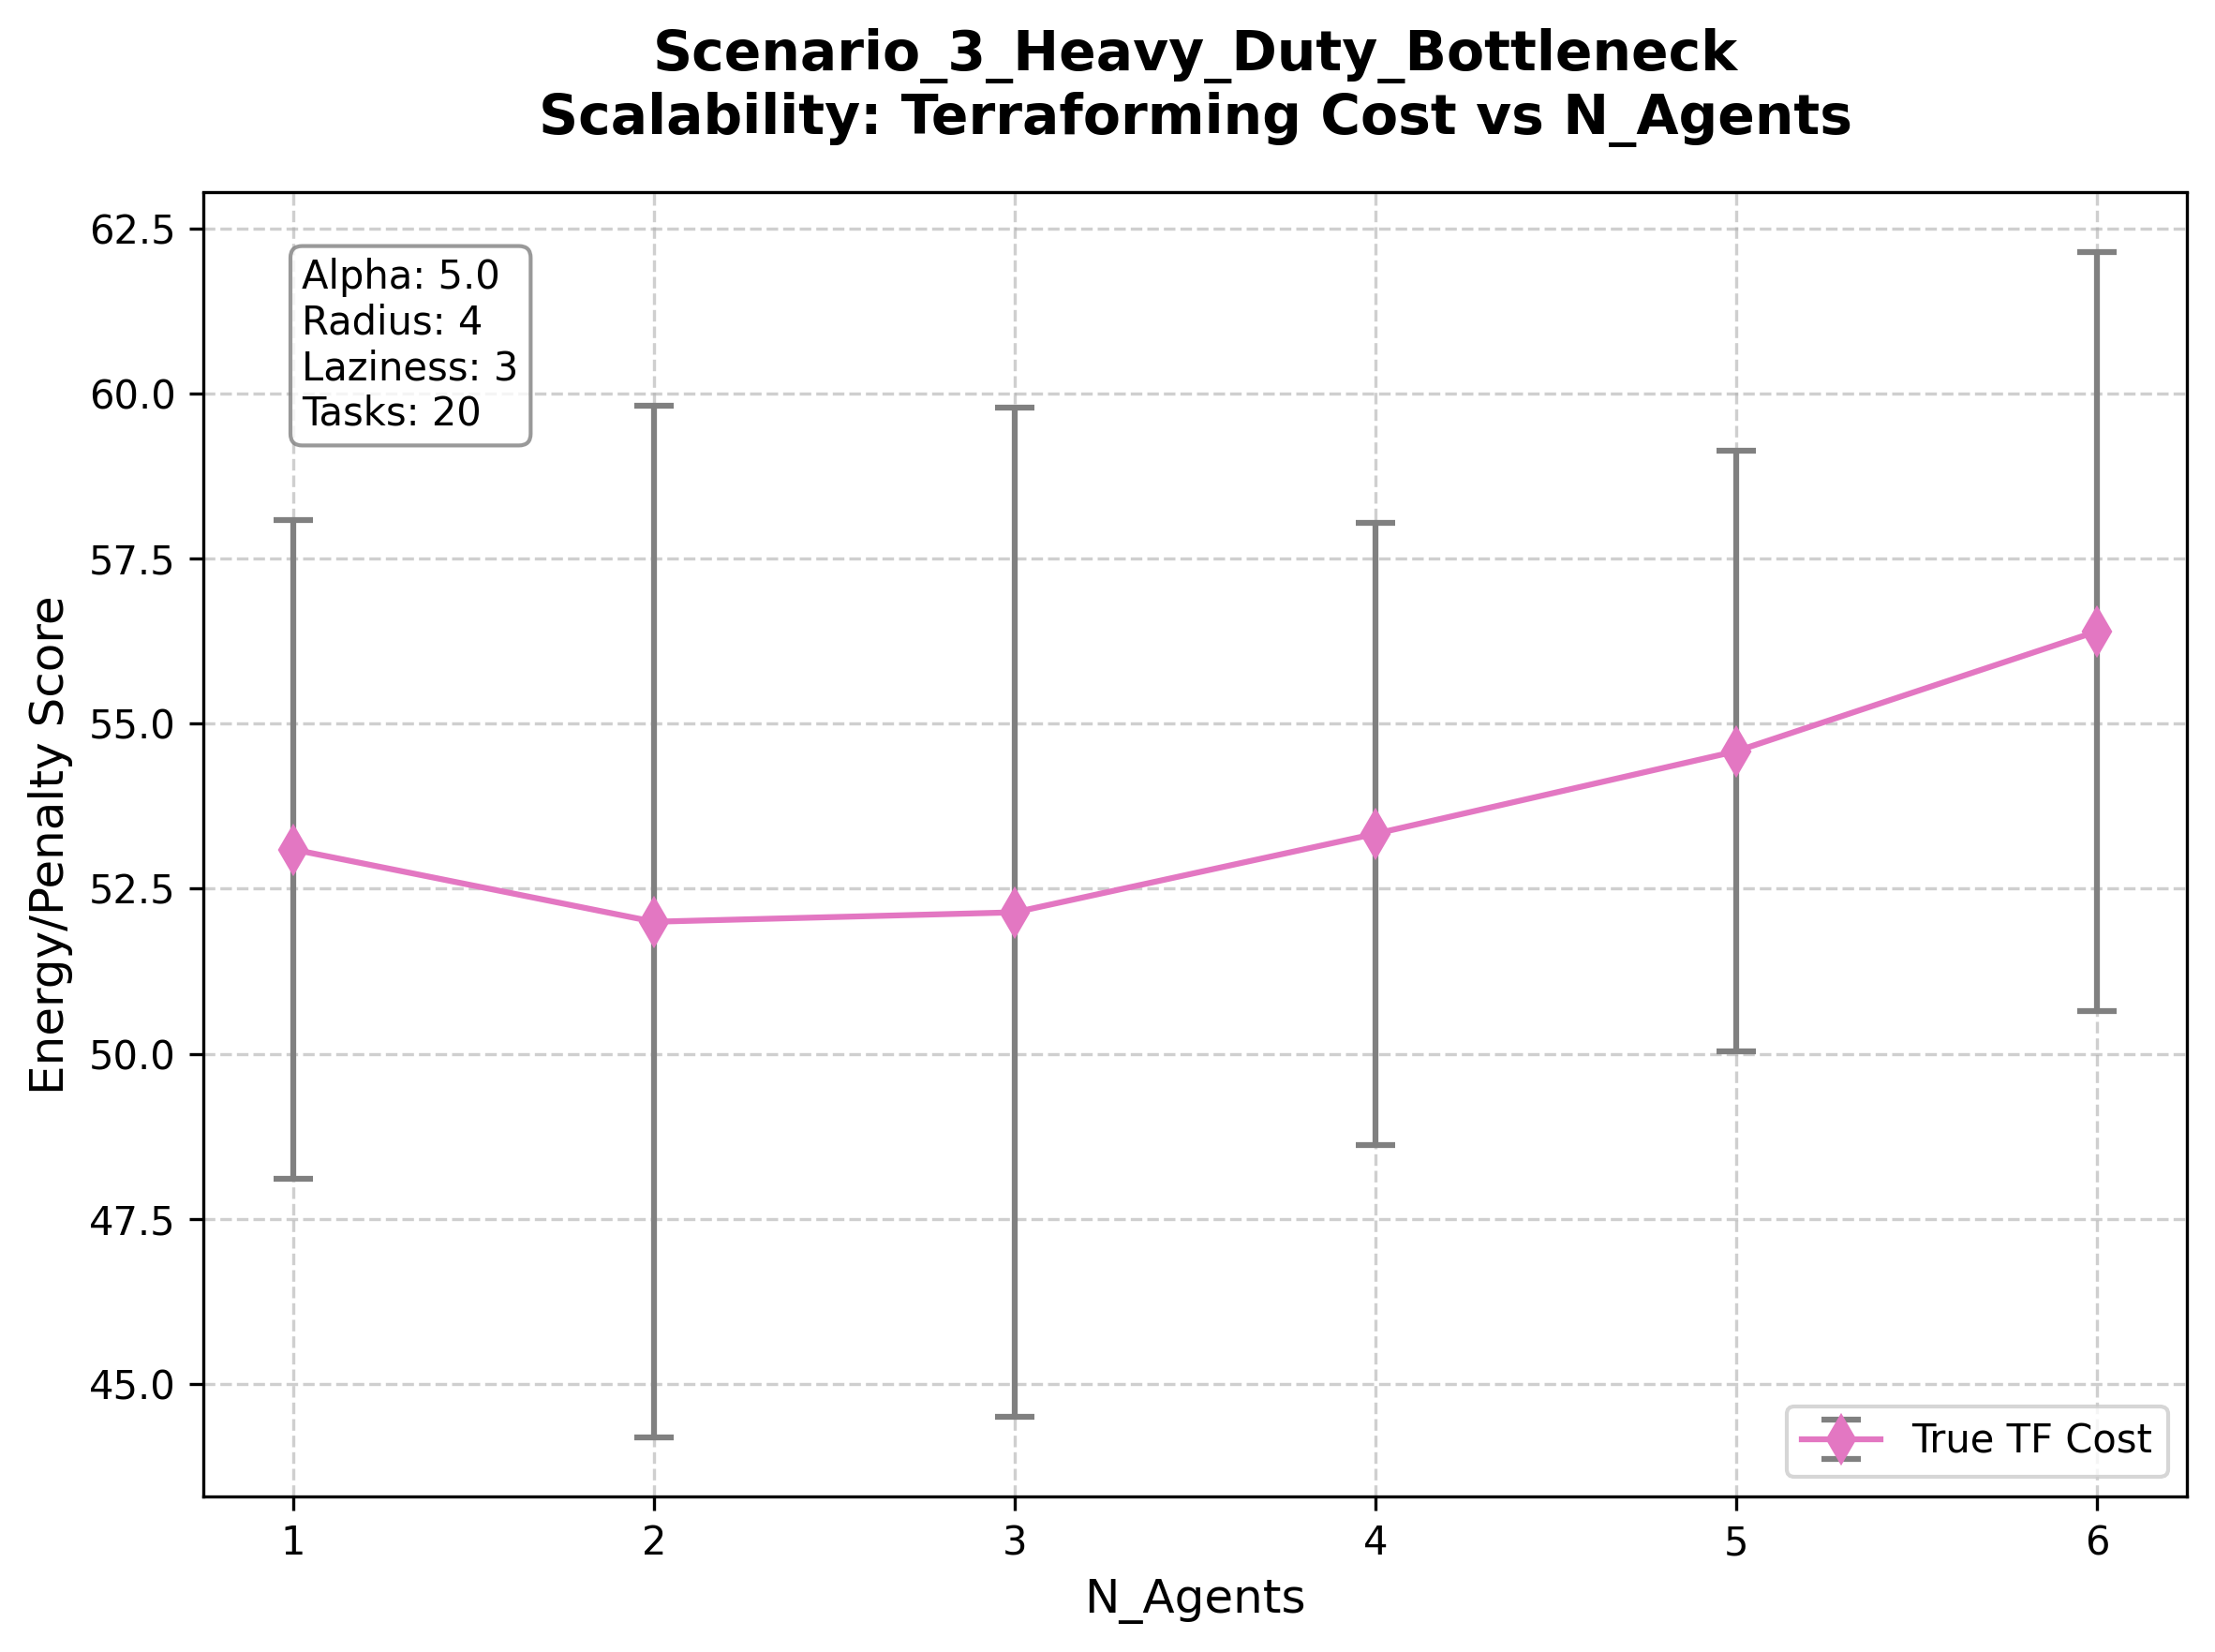 Scenario_3_Heavy_Duty_Bottleneck
Scalability: Terraforming Cost vs N_Agents
62.5
60.0
57.5
55.0
52.5
50.0
47.5
45.0
Energy/Penalty Score
Alpha: 5.0
Radius: 4
Laziness: 3
Tasks: 20
True TF Cost
1 2 3 4 5 6
N_Agents